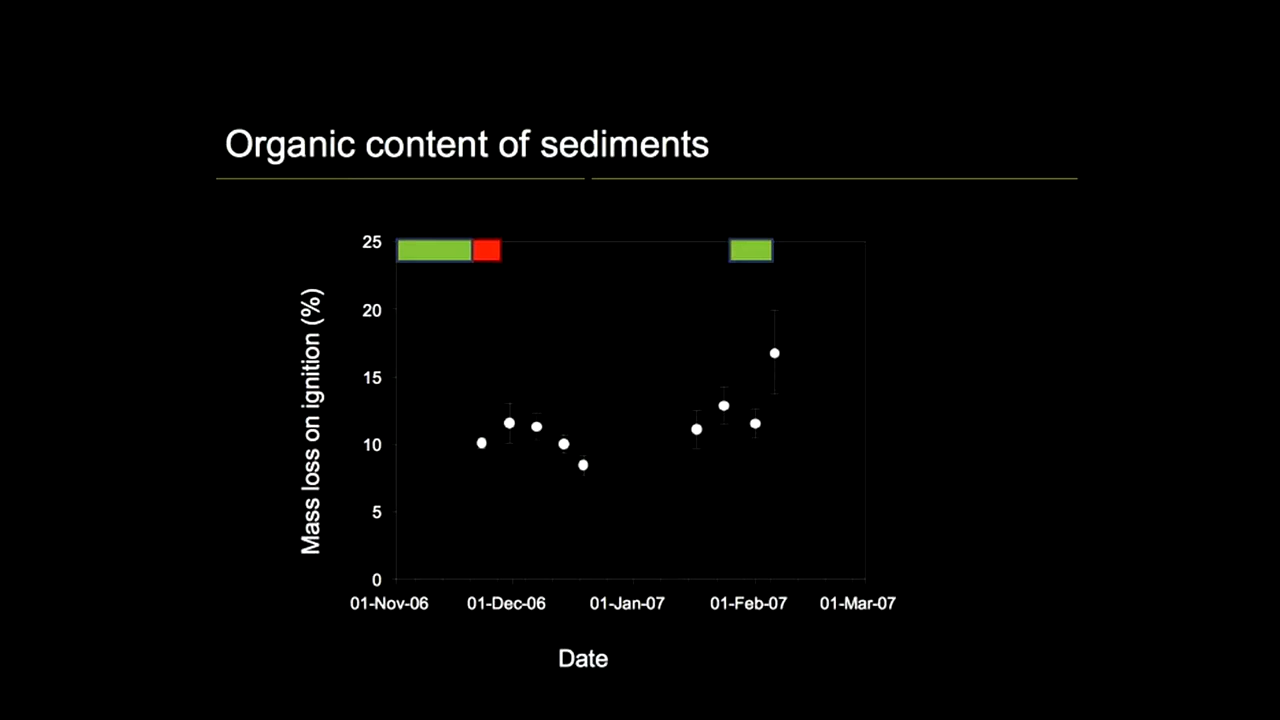 Organic content of sediments
25
20
15
10
5
0
Mass loss on ignition (%)
01-Nov-06 01-Dec-06 01-Jan-07 01-Feb-07 01-Mar-07
Date